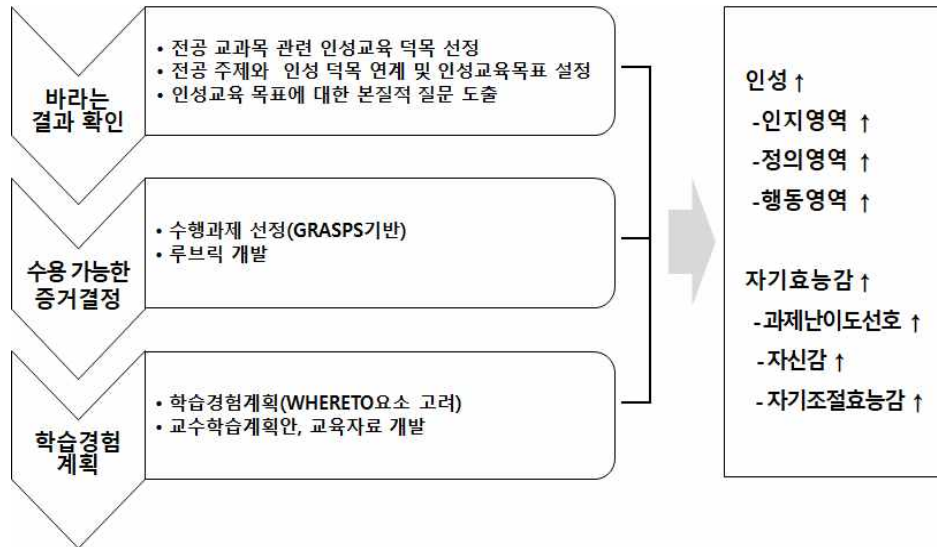 바라는
결과 확인
• 전공 교과목 관련 인성교육 덕목 선정
• 전공 주제와 인성 덕목 연계 및 인성교육목표 설정
• 인성교육 목표에 대한 본질적 질문 도출
수용 가능한
증거결정
• 수행과제 선정(GRASPS기반)
• 루브릭 개발
학습경험
계획
• 학습경험계획(WHERETO요소 고려)
• 교수학습계획안, 교육자료 개발
인성 ↑
-인지영역 ↑
-정의영역 ↑
-행동영역 ↑
자기효능감 ↑
-과제난이도선호 ↑
-자신감 ↑
-자기조절효능감 ↑